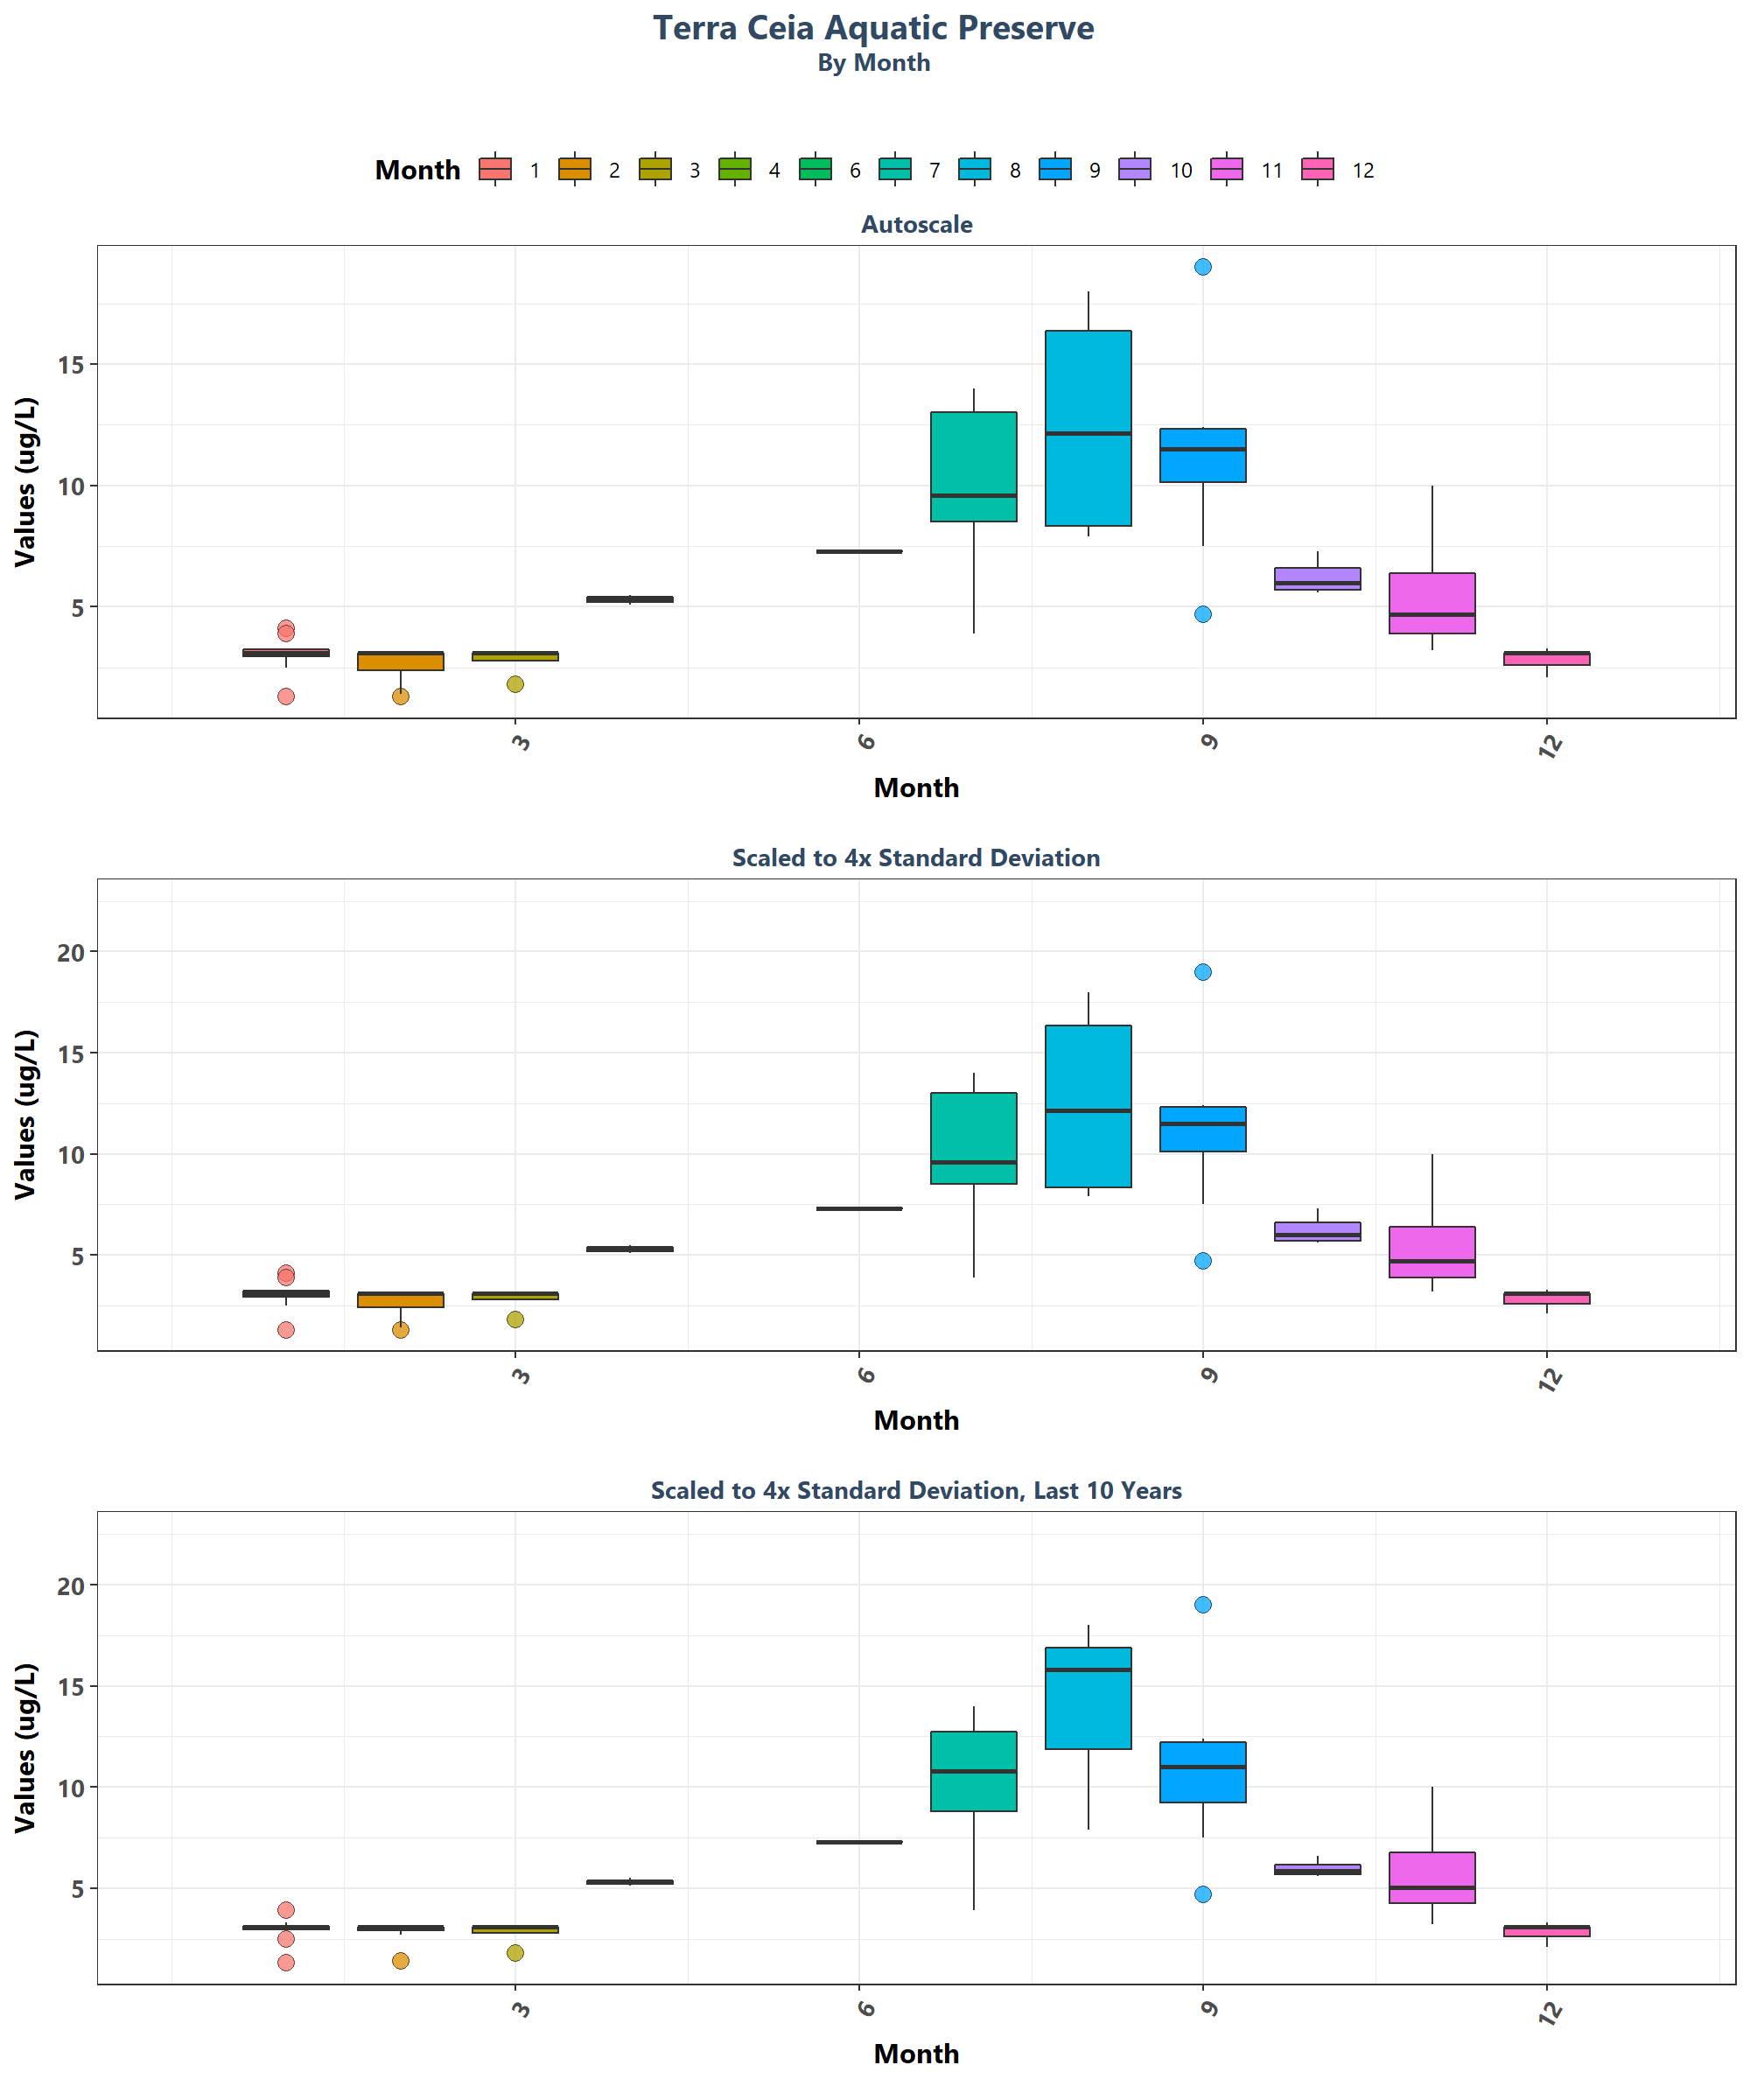 Terra Ceia Aquatic Preserve
By Month
Month 1 2 3 4 6 7 8 9 10 11 12
Autoscale
Values (ug/L)
15
10
5
3 6 9 12
Month
Scaled to 4x Standard Deviation
Values (ug/L)
20
15
10
5
3 6 9 12
Month
Scaled to 4x Standard Deviation, Last 10 Years
Values (ug/L)
20
15
10
5
3 6 9 12
Month